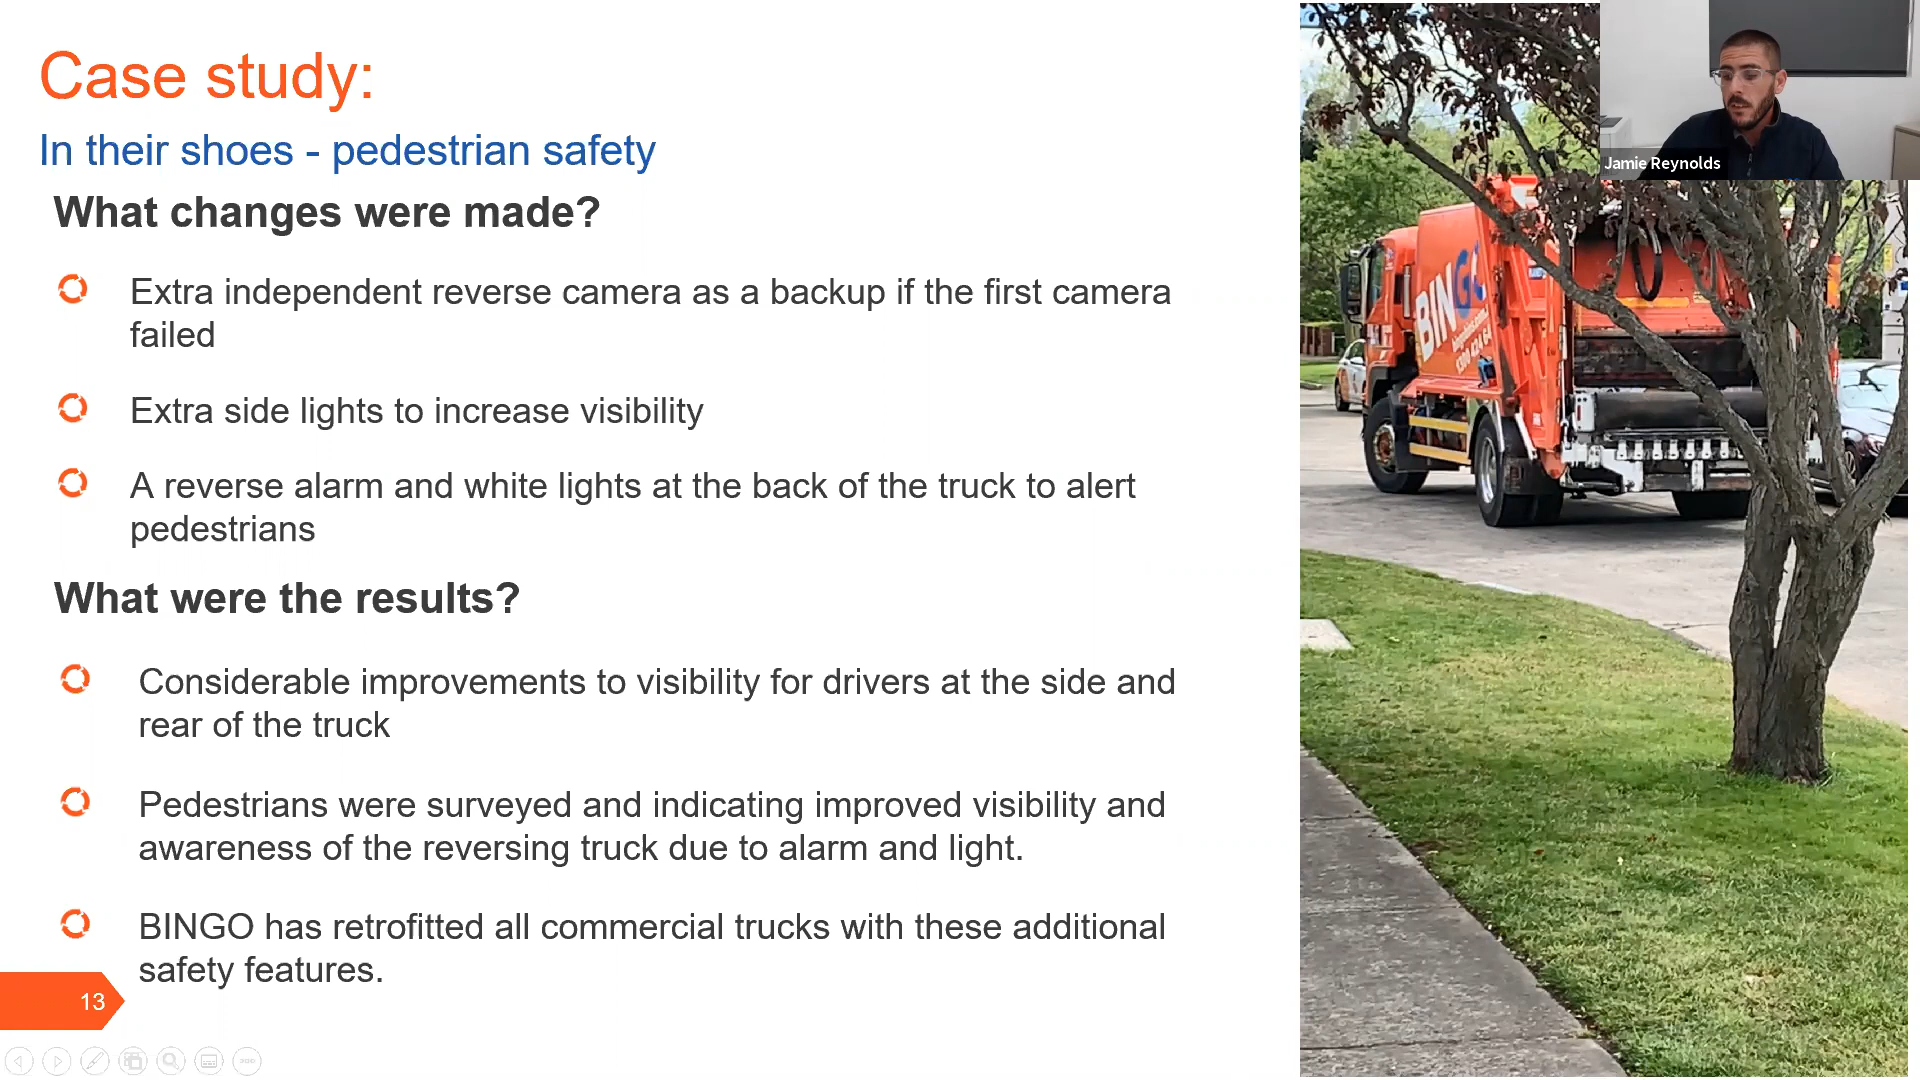 Case study:
In their shoes - pedestrian safety
What changes were made?
Extra independent reverse camera as a backup if the first camera
failed
Extra side lights to increase visibility
A reverse alarm and white lights at the back of the truck to alert
pedestrians
What were the results?
Considerable improvements to visibility for drivers at the side and
rear of the truck
Pedestrians were surveyed and indicating improved visibility and
awareness of the reversing truck due to alarm and light.
BINGO has retrofitted all commercial trucks with these additional
safety features.
13
Jamie Reynolds
BINGO